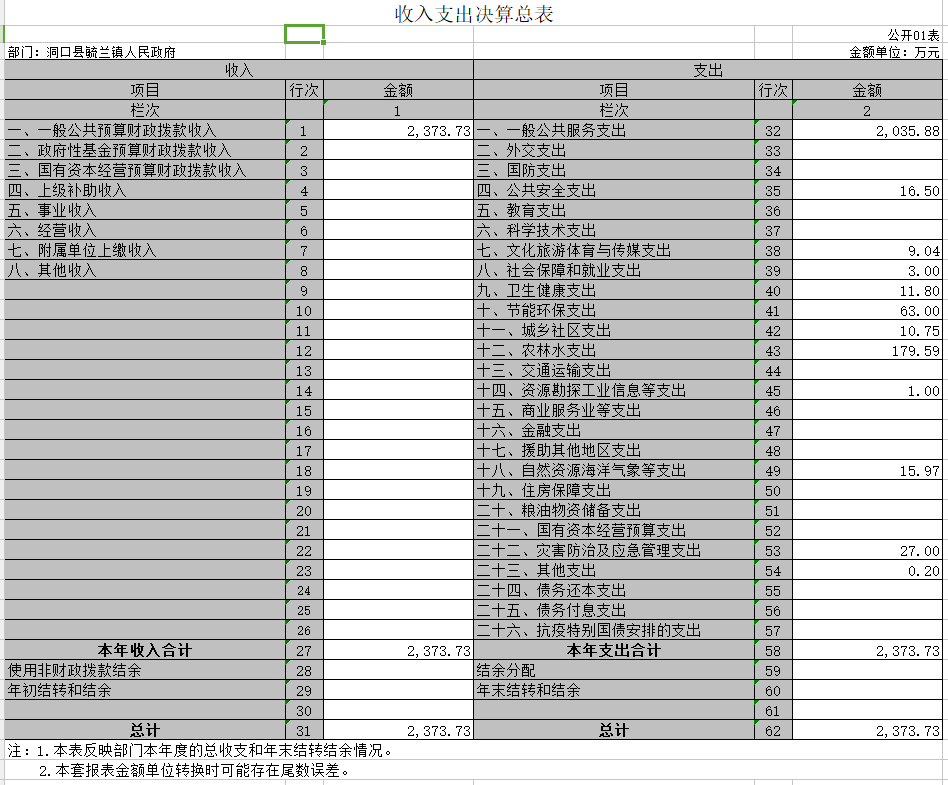 收入支出决算总表
公开01表
部门：洞口县毓兰镇人民政府 金额单位：万元
收入 支出
项目 行次 金额 项目 行次 金额
栏次 1 栏次 2
一、一般公共预算财政拨款收入 1 2,373.73 一、一般公共服务支出 32 2,035.88
二、政府性基金预算财政拨款收入 2 二、外交支出 33
三、国有资本经营预算财政拨款收入 3 三、国防支出 34
四、上级补助收入 4 四、公共安全支出 35 16.50
五、事业收入 5 五、教育支出 36
六、经营收入 6 六、科学技术支出 37
七、附属单位上缴收入 7 七、文化旅游体育与传媒支出 38 9.04
八、其他收入 8 八、社会保障和就业支出 39 3.00
9 九、卫生健康支出 40 11.80
10 十、节能环保支出 41 63.00
11 十一、城乡社区支出 42 10.75
12 十二、农林水支出 43 179.59
13 十三、交通运输支出 44
14 十四、资源勘探工业信息等支出 45 1.00
15 十五、商业服务业等支出 46
16 十六、金融支出 47
17 十七、援助其他地区支出 48
18 十八、自然资源海洋气象等支出 49 15.97
19 十九、住房保障支出 50
20 二十、粮油物资储备支出 51
21 二十一、国有资本经营预算支出 52
22 二十二、灾害防治及应急管理支出 53 27.00
23 二十三、其他支出 54 0.20
24 二十四、债务还本支出 55
25 二十五、债务付息支出 56
26 二十六、抗疫特别国债安排的支出 57
本年收入合计 27 2,373.73 本年支出合计 58 2,373.73
使用非财政拨款结余 28 结余分配 59
年初结转和结余 29 年末结转和结余 60
30 61
总计 31 2,373.73 总计 62 2,373.73
注：1.本表反映部门本年度的总收支和年末结转结余情况。
2.本套报表金额单位转换时可能存在尾数误差。